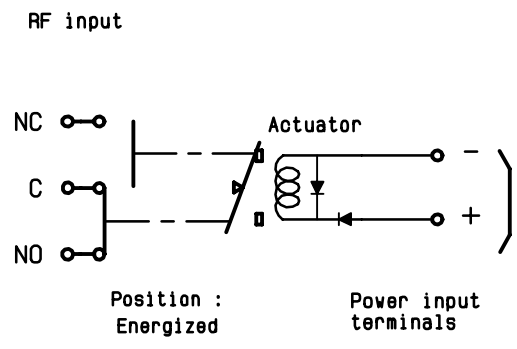 RF input
NC
Actuator
-
C
+
NO
Position :
Energized
Power input
terminals